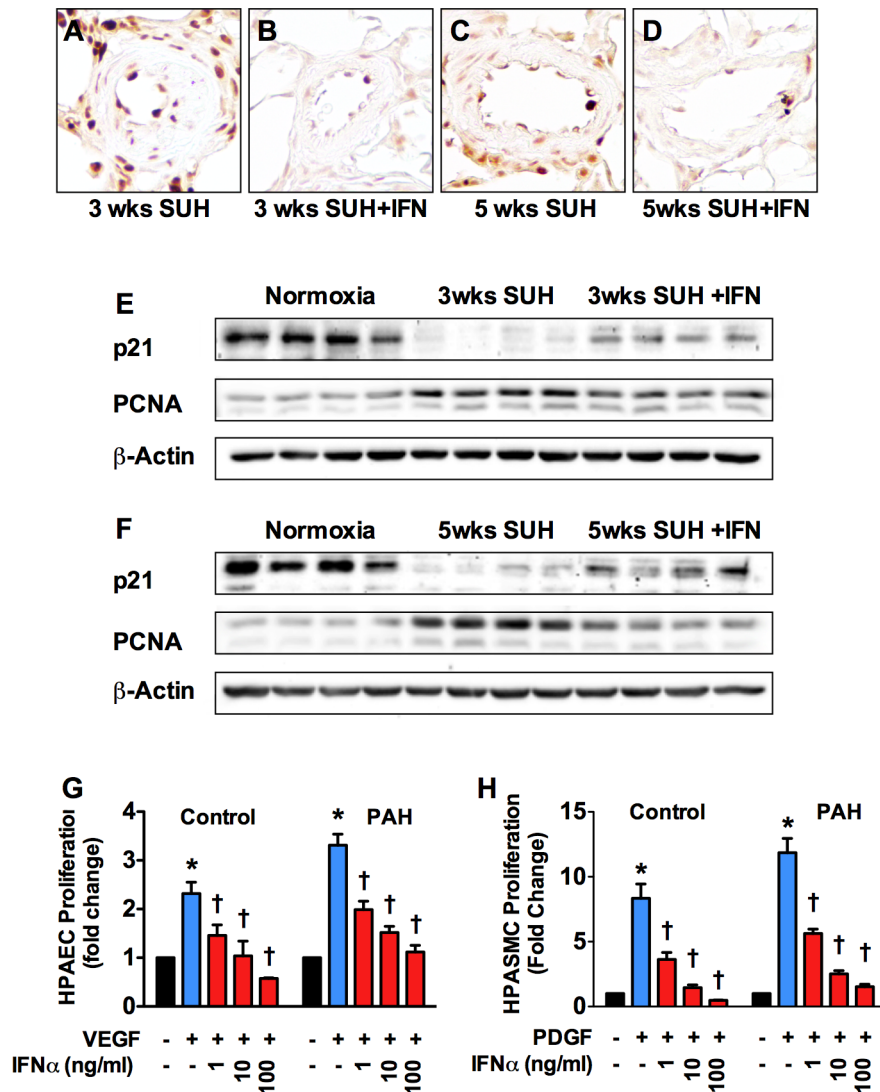 A B C D
3 wks SUH 3 wks SUH+IFN 5 wks SUH 5wks SUH+IFN
E Normoxia 3wks SUH 3wks SUH +IFN
p21
PCNA
β-Actin
F Normoxia 5wks SUH 5wks SUH +IFN
p21
PCNA
β-Actin
G
HPAEC Proliferation
(fold change)
4
3
2
1
0
Control PAH
* † † † * † † †
VEGF - + + + + - + + + +
IFNα (ng/ml) - - 1 10 100 - - 1 10 100
H
HPASMC Proliferation
(Fold Change)
15
10
5
0
Control PAH
* † † † * † † †
PDGF - + + + + - + + + +
IFNα (ng/ml) - - 1 10 100 - - 1 10 100